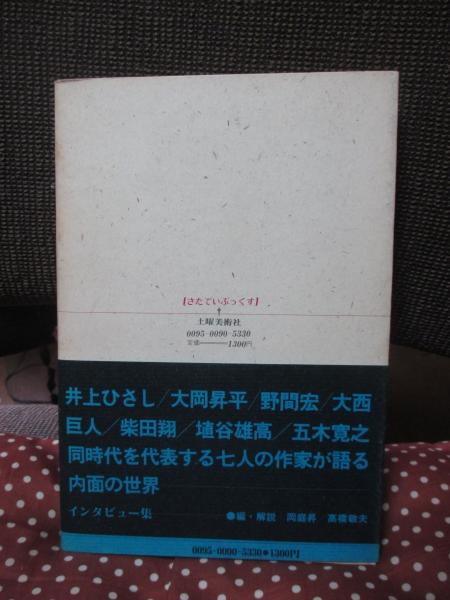 【さたでいぶっくす】
土曜美術社
0095-0090-5330
定価——1300円
井上ひさし/大岡昇平/野間宏/大西
巨人/柴田翔/埴谷雄高/五木寛之
同時代を代表する七人の作家が語る
内面の世界
インタビュー集
●編・解説 岡庭昇 高橋敏夫
0095-0000-5330●1300円